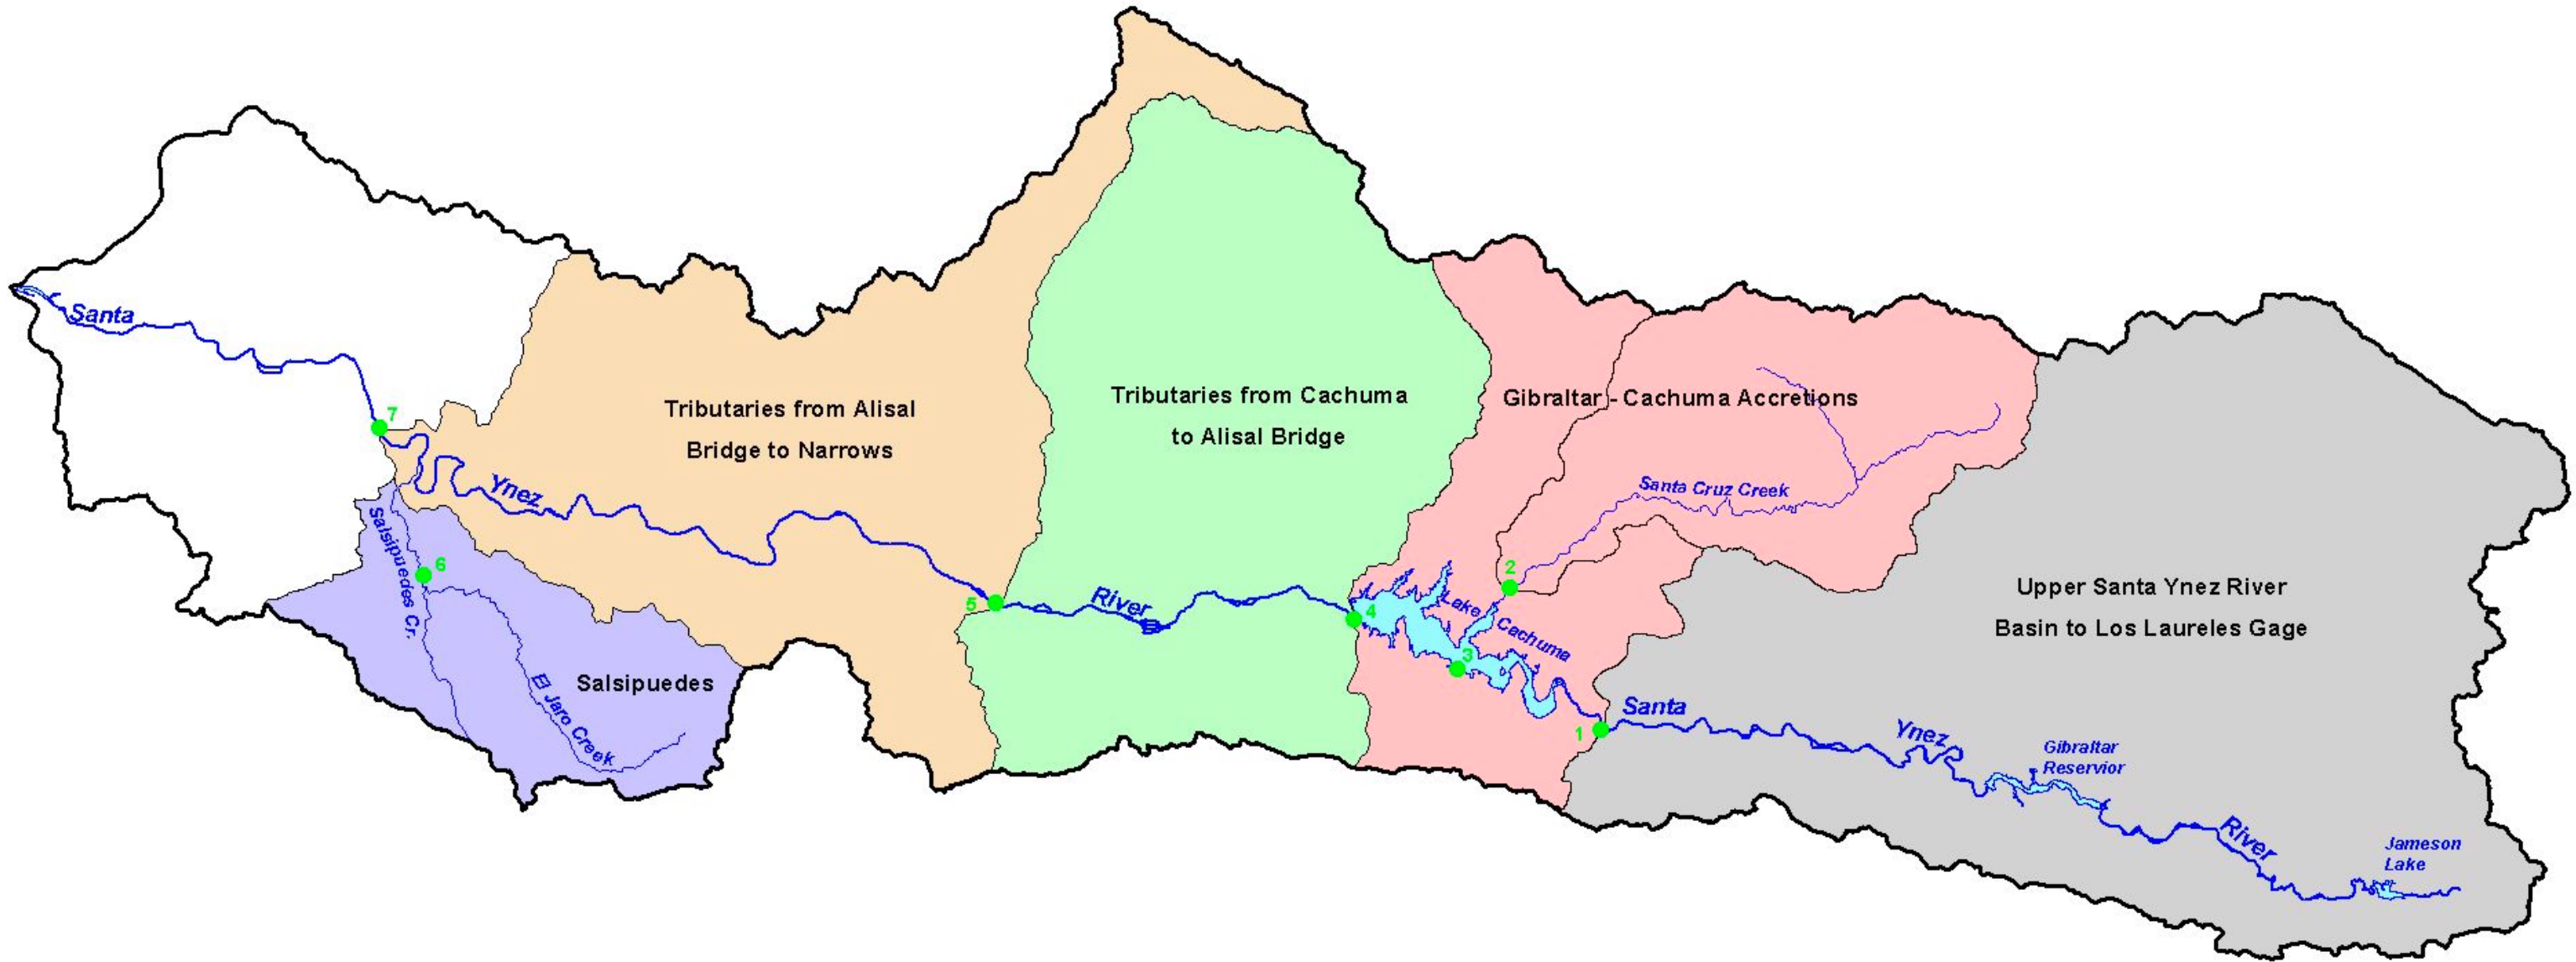 Santa
7
Tributaries from Alisal
Bridge to Narrows
Ynez
Salsipuedes Cr.
6
El Jaro Creek
Salsipuedes
Tributaries from Cachuma
to Alisal Bridge
5
River
4
Gibraltar - Cachuma Accretions
Santa Cruz Creek
2
Lake
Cachuma
3
1
Upper Santa Ynez River
Basin to Los Laureles Gage
Santa
Ynez
Gibraltar
Reservior
River
Jameson
Lake